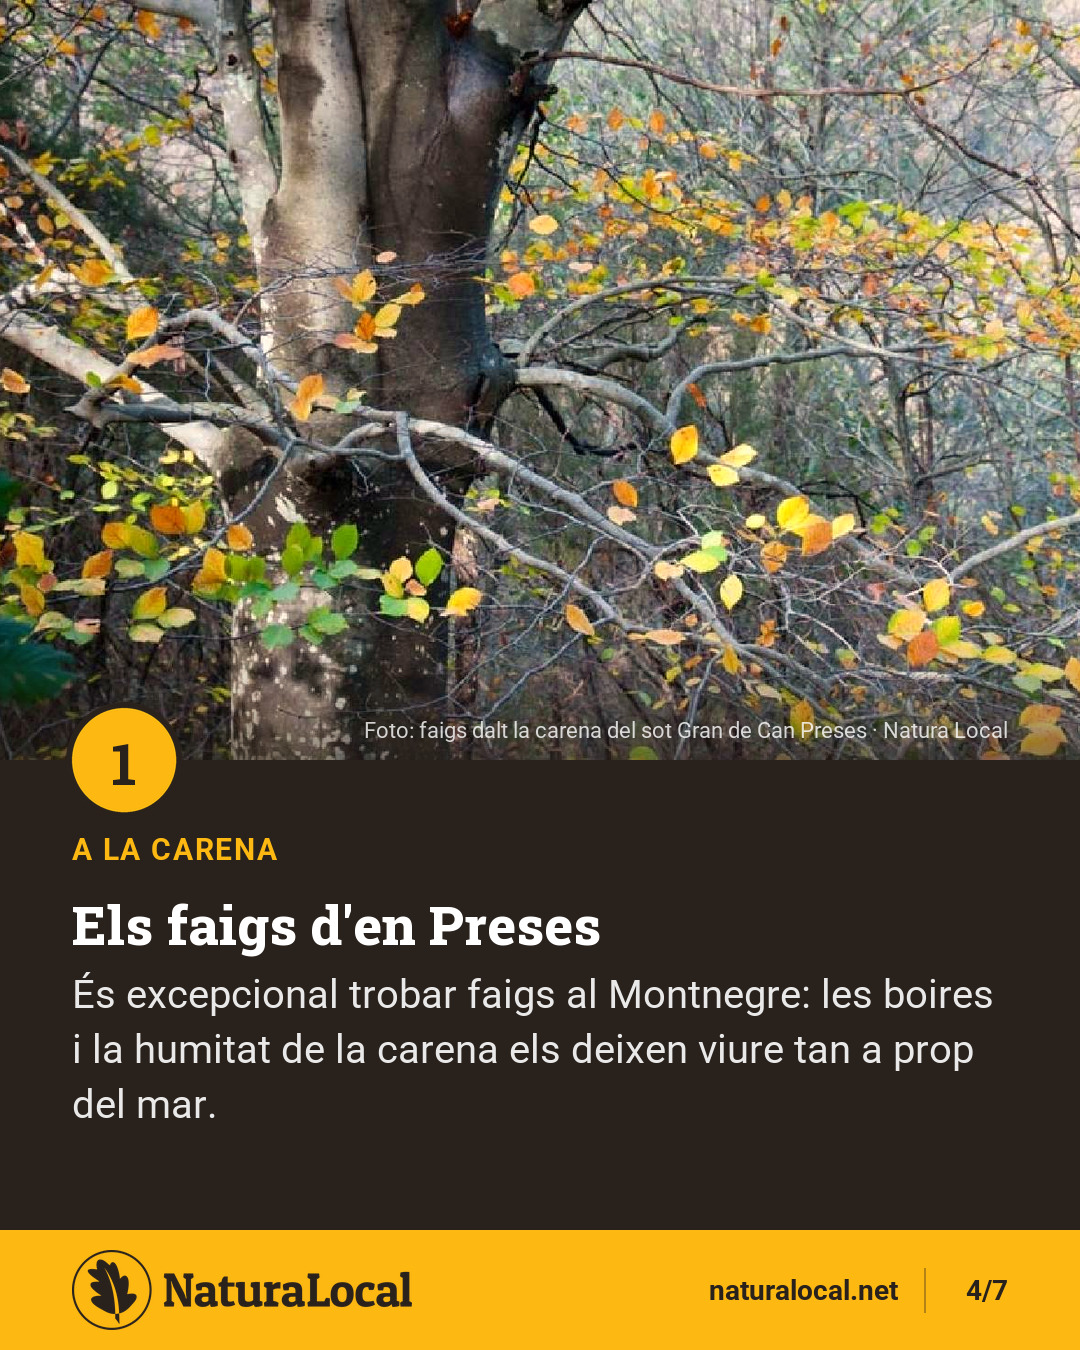 Foto: faigs dalt la carena del sot Gran de Can Preses · Natura Local
1
A LA CARENA
Els faigs d'en Preses
És excepcional trobar faigs al Montnegre: les boires
i la humitat de la carena els deixen viure tan a prop
del mar.
NaturaLocal
naturalocal.net
4/7